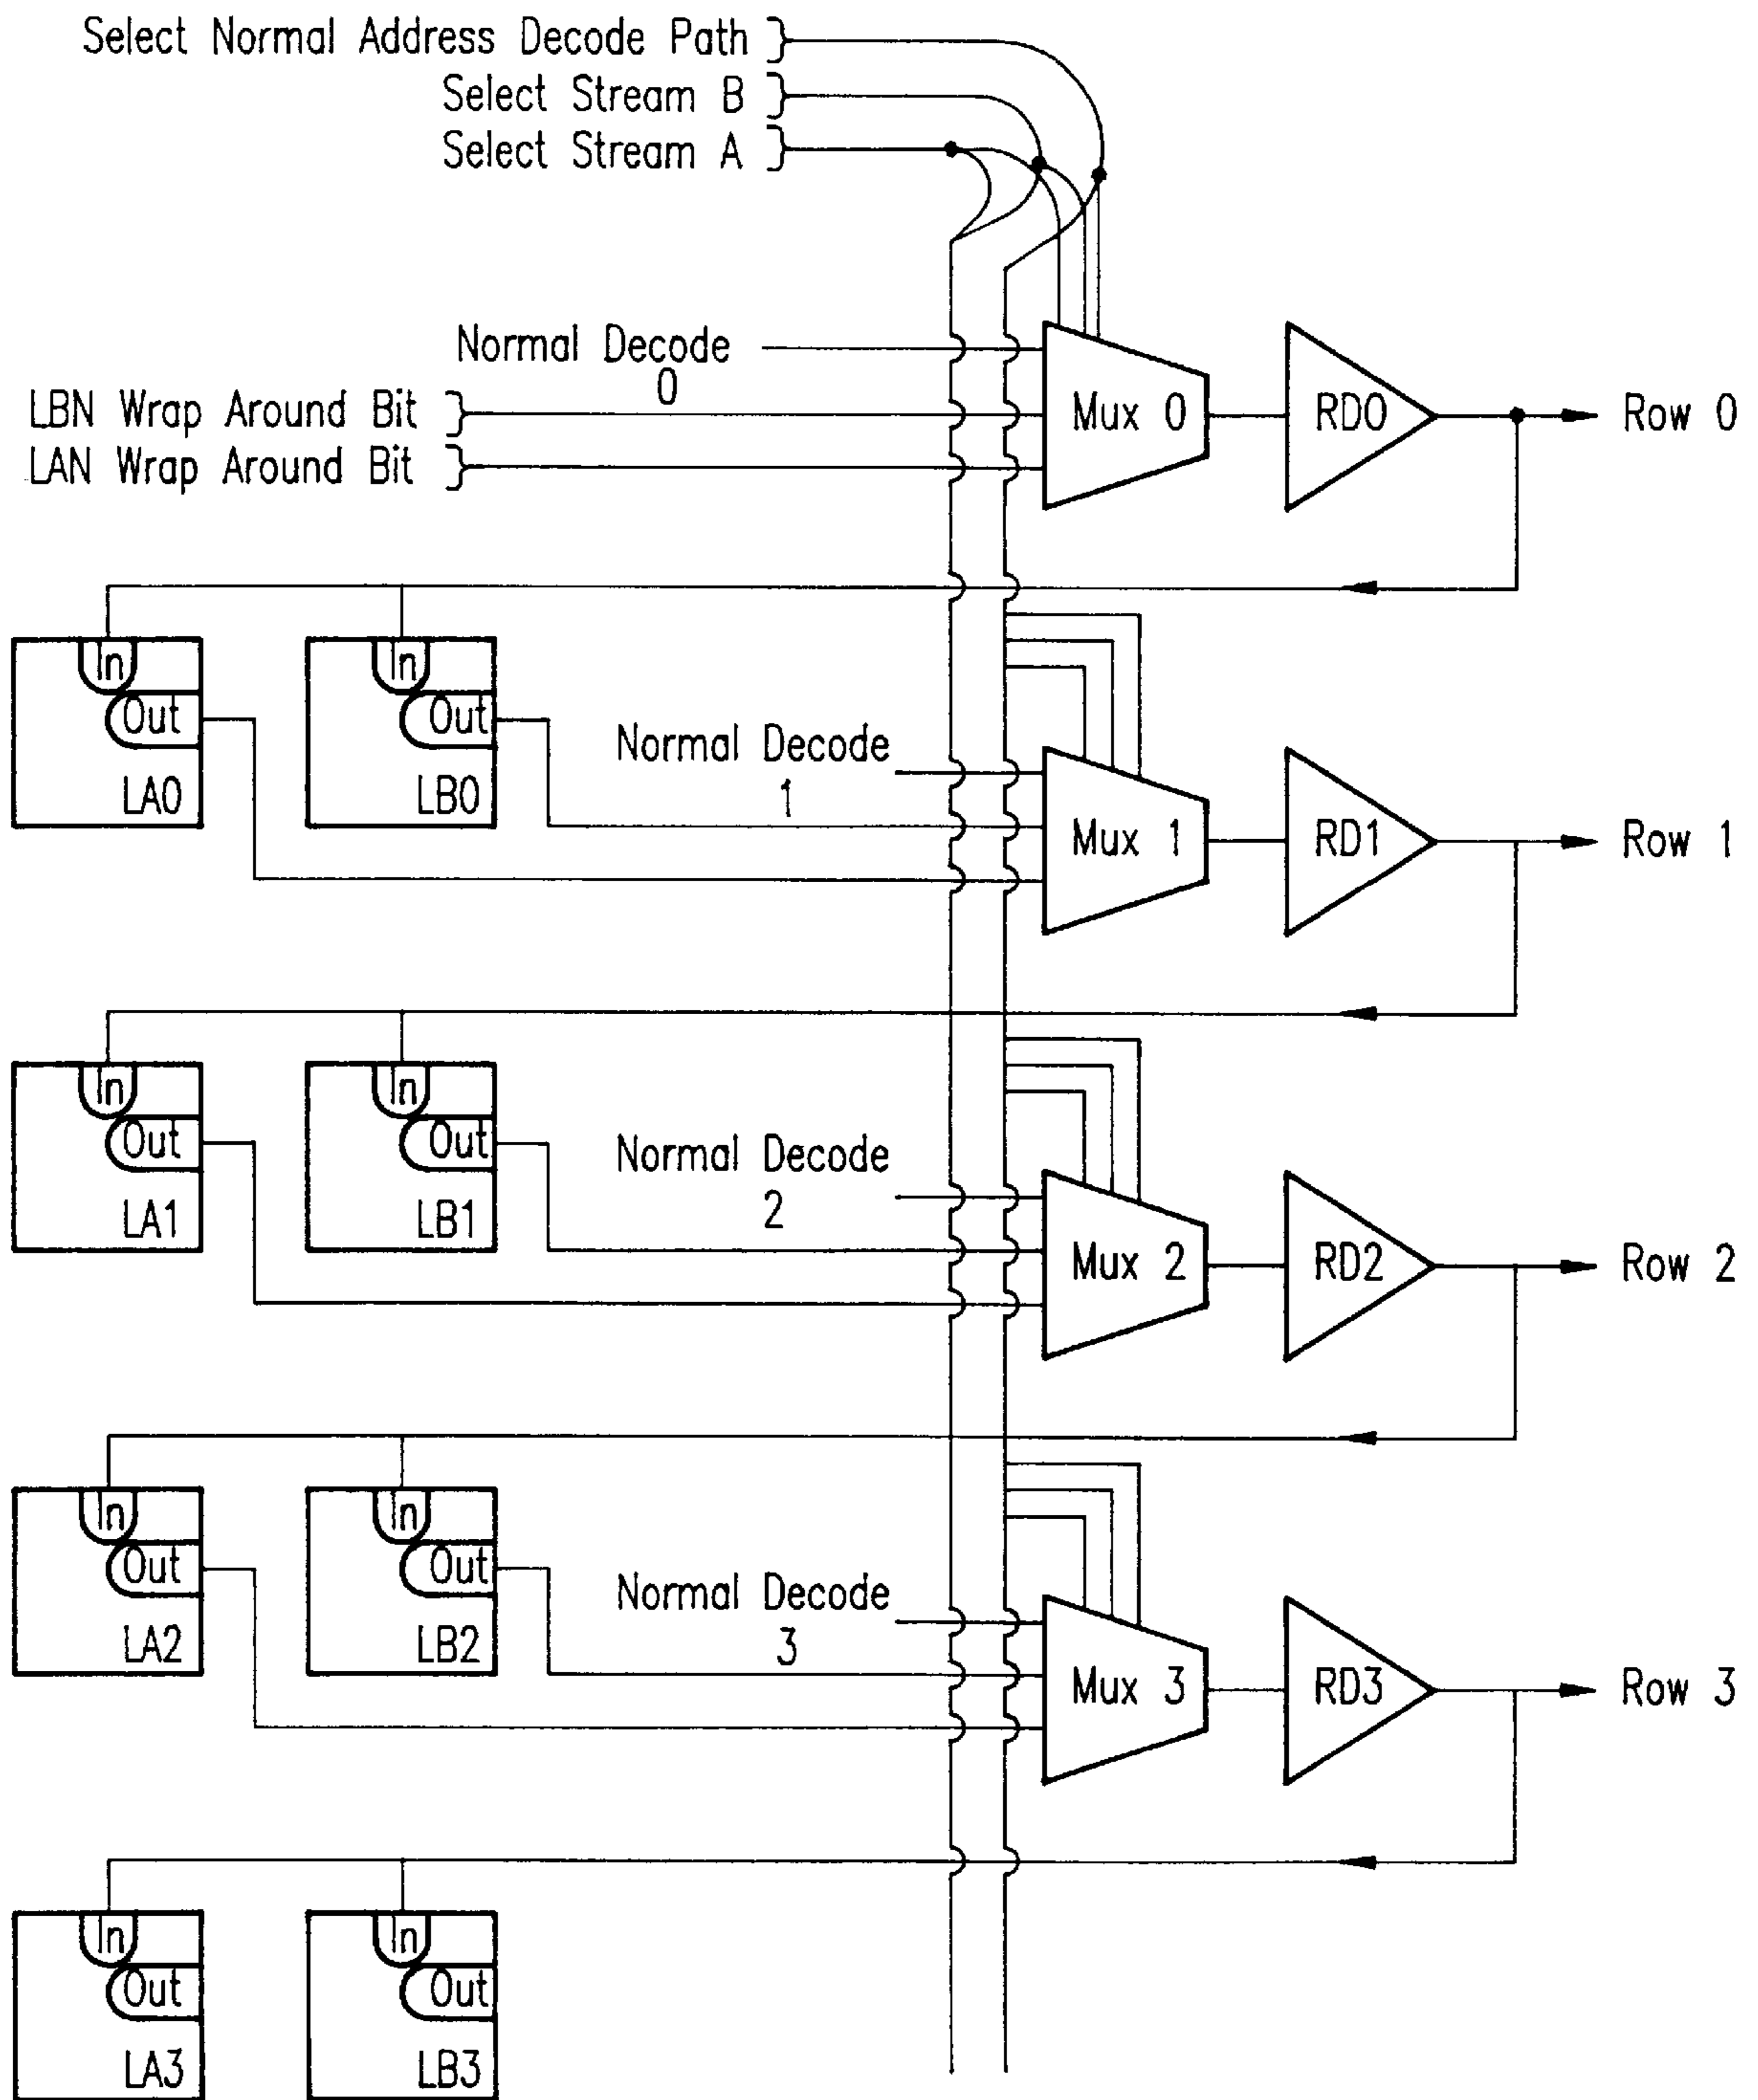 Select Normal Address Decode Path
Select Stream B
Select Stream A
Normal Decode
0
LBN Wrap Around Bit
LAN Wrap Around Bit
Mux 0
RD0
Row 0
In
Out
LA0
In
Out
LB0
Normal Decode
1
Mux 1
RD1
Row 1
In
Out
LA1
In
Out
LB1
Normal Decode
2
Mux 2
RD2
Row 2
In
Out
LA2
In
Out
LB2
Normal Decode
3
Mux 3
RD3
Row 3
In
Out
LA3
In
Out
LB3